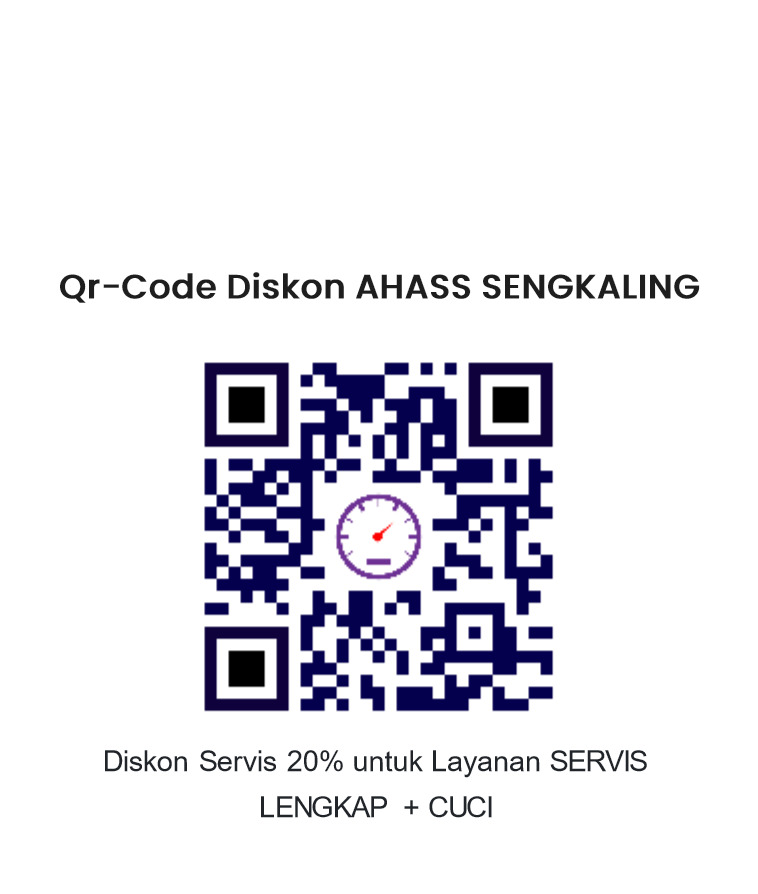 Qr-Code Diskon AHASS SENGKALING
Diskon Servis 20% untuk Layanan SERVIS
LENGKAP + CUCI